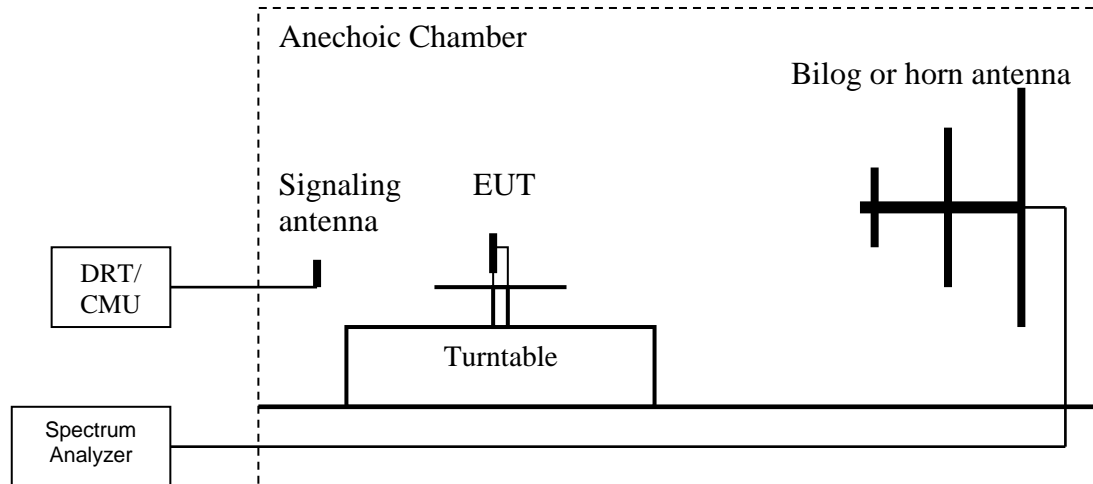 Anechoic Chamber
Bilog or horn antenna
Signaling
antenna
EUT
DRT/
CMU
Turntable
Spectrum
Analyzer